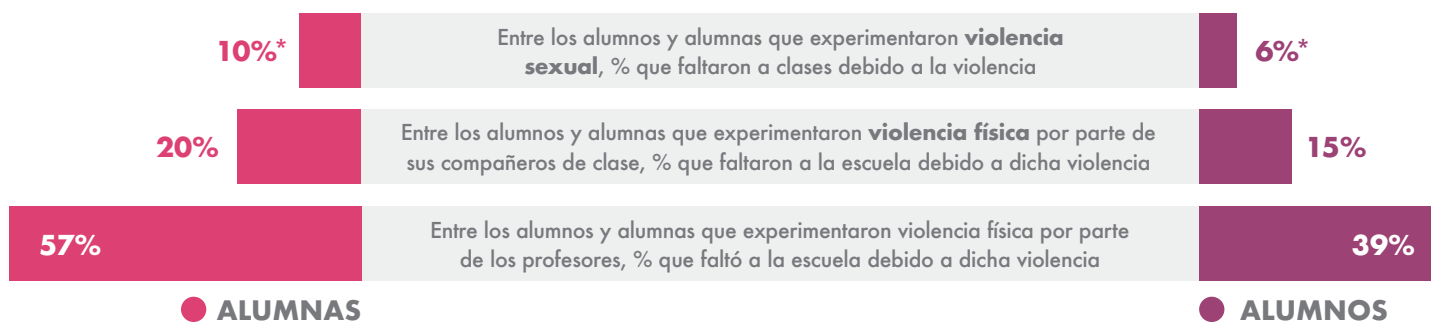 10%*
Entre los alumnos y alumnas que experimentaron violencia
sexual, % que faltaron a clases debido a la violencia
6%*
20%
Entre los alumnos y alumnas que experimentaron violencia física por parte de
sus compañeros de clase, % que faltaron a la escuela debido a dicha violencia
15%
57%
Entre los alumnos y alumnas que experimentaron violencia física por parte
de los profesores, % que faltó a la escuela debido a dicha violencia
39%
ALUMNAS
ALUMNOS